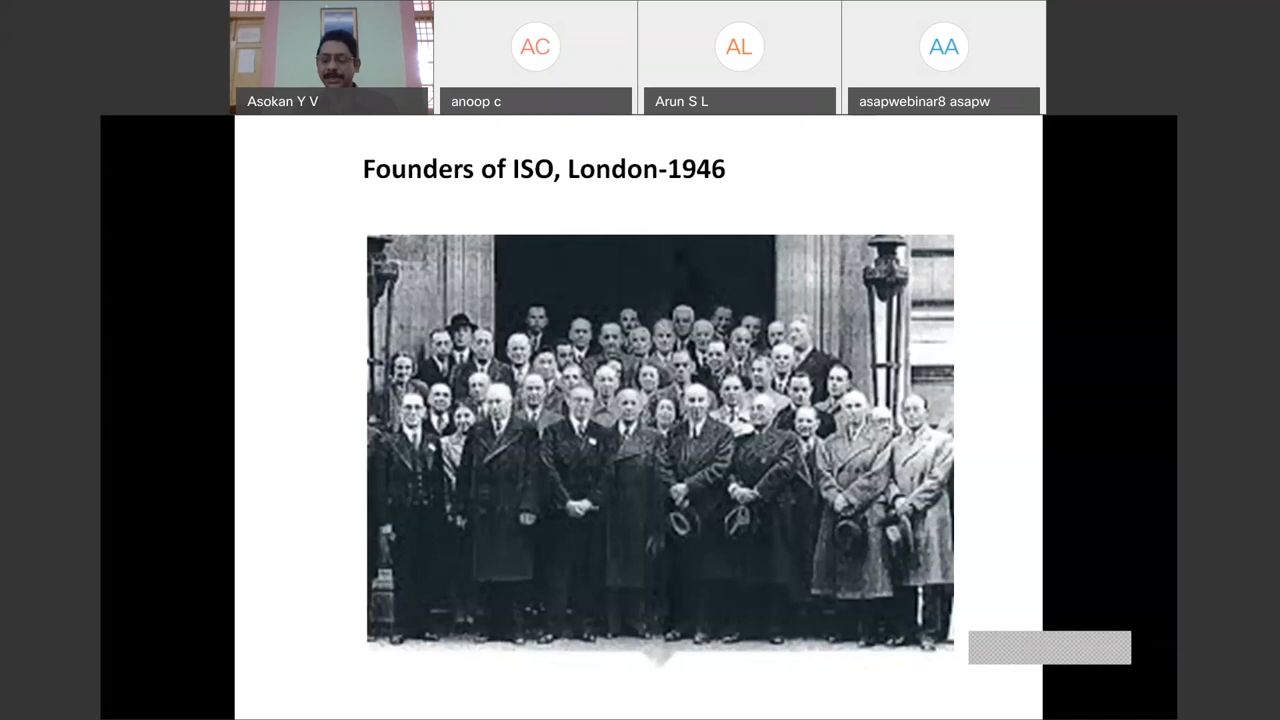 AC
AL
AA
Asokan Y V
anoop c
Arun S L
asapwebinar8 asapw
Founders of ISO, London-1946